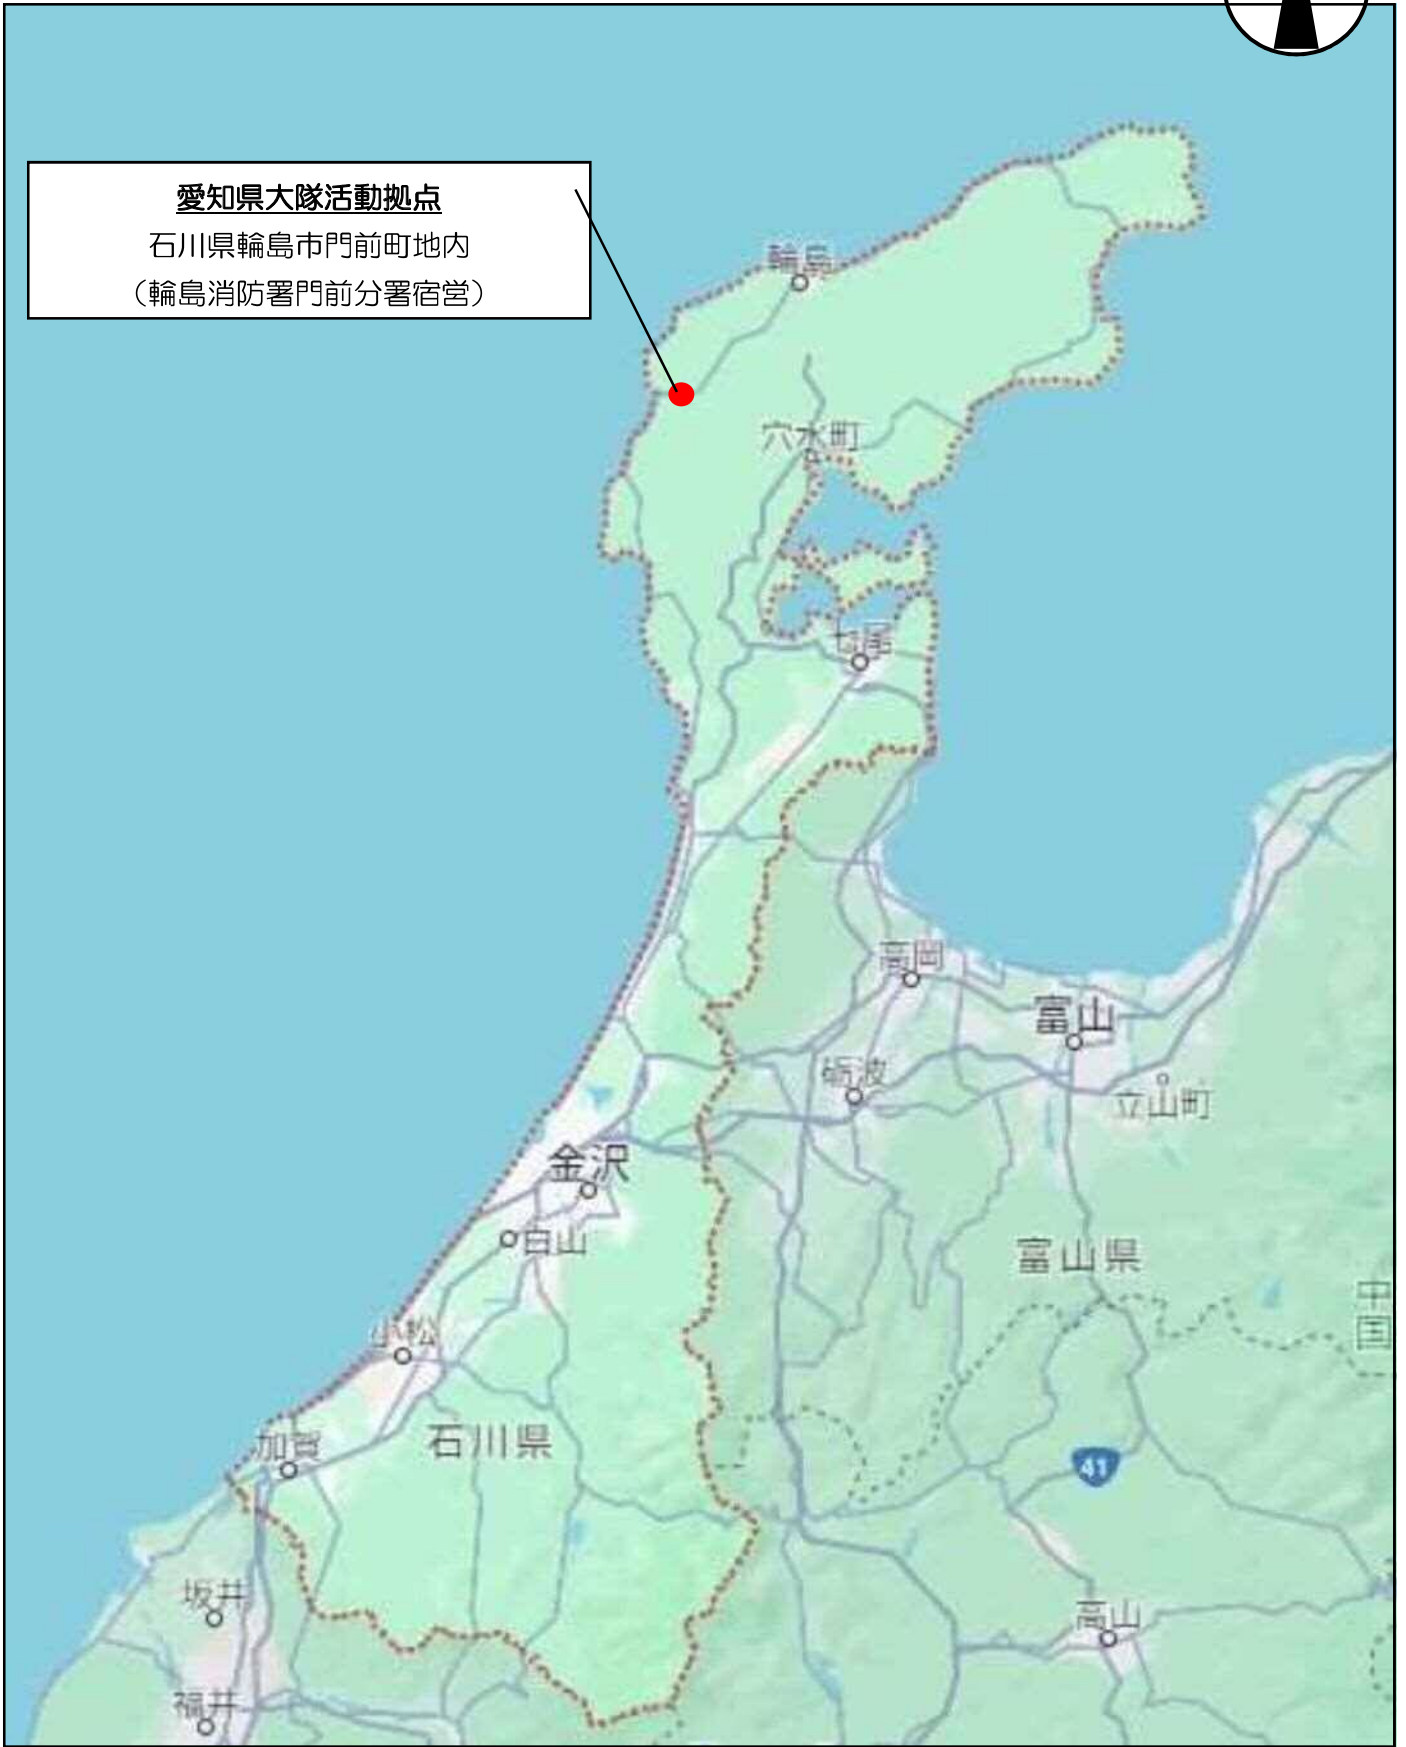 愛知県大隊活動拠点
石川県輪島市門前町地内
（輪島消防署門前分署宿営）
輪島
穴水町
七尾
高岡
富山
砺波
立山町
金沢
白山
富山県
中国
小松
加賀
石川県
41
坂井
高山
福井